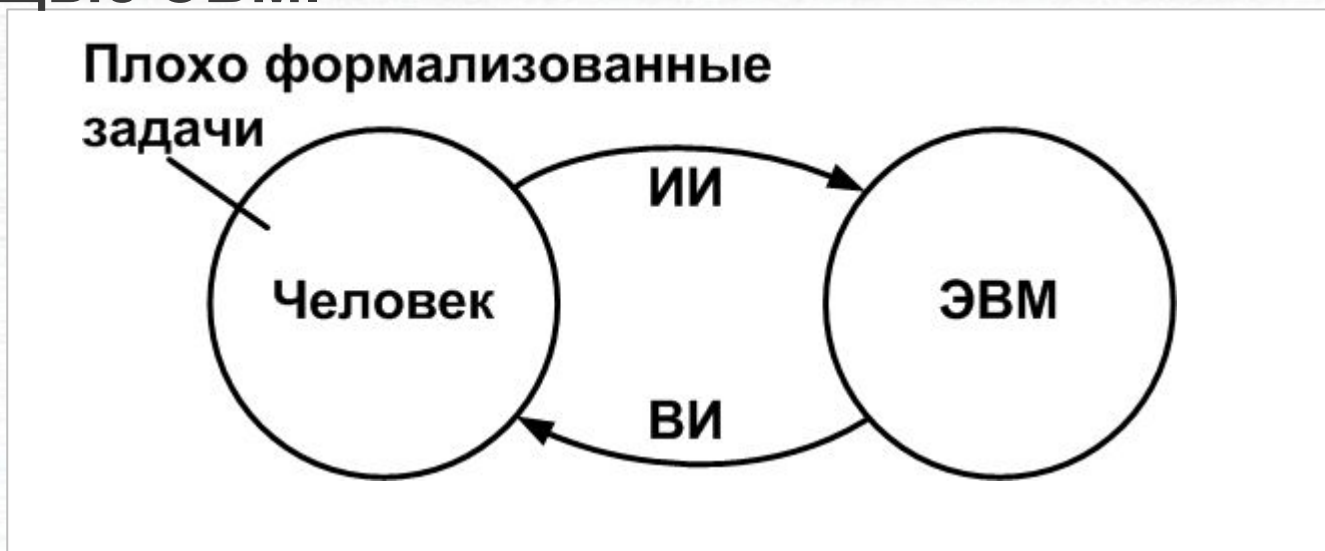 Плохо формализованные
задачи
ИИ
Человек
ЭВМ
ВИ